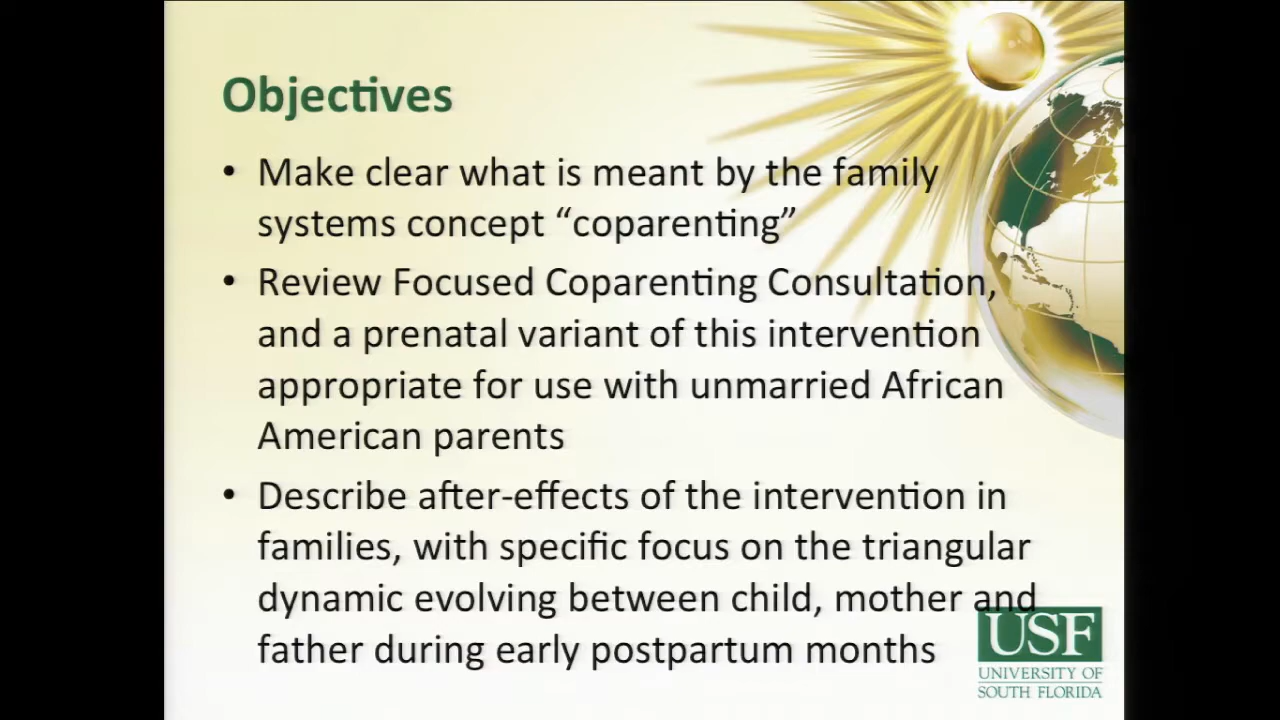 Objectives
• Make clear what is meant by the family
systems concept “coparenting”
• Review Focused Coparenting Consultation,
and a prenatal variant of this intervention
appropriate for use with unmarried African
American parents
• Describe after-effects of the intervention in
families, with specific focus on the triangular
dynamic evolving between child, mother and
father during early postpartum months
USF
UNIVERSITY OF
SOUTH FLORIDA